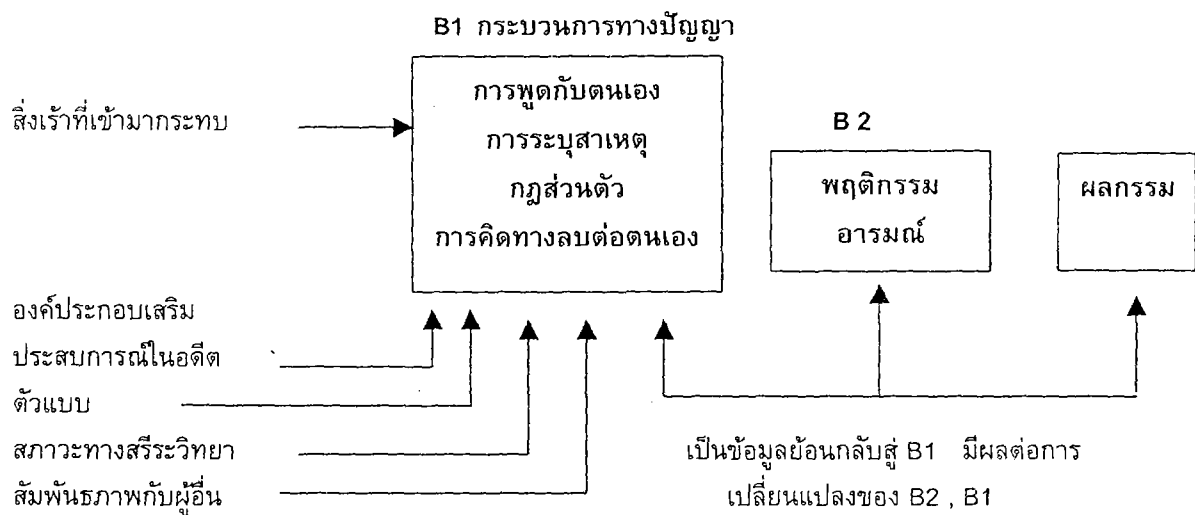 B1 กระบวนการทางปัญญา
สิ่งเร้าที่เข้ามากระทบ
การพูดกับตนเอง
การระบุสาเหตุ
กฎส่วนตัว
การคิดทางลบต่อตนเอง
B 2
พฤติกรรม
อารมณ์
ผลกรรม
องค์ประกอบเสริม
ประสบการณ์ในอดีต
ตัวแบบ
สภาวะทางสรีระวิทยา
สัมพันธภาพกับผู้อื่น
เป็นข้อมูลย้อนกลับสู่ B1 มีผลต่อการ
เปลี่ยนแปลงของ B2 , B1